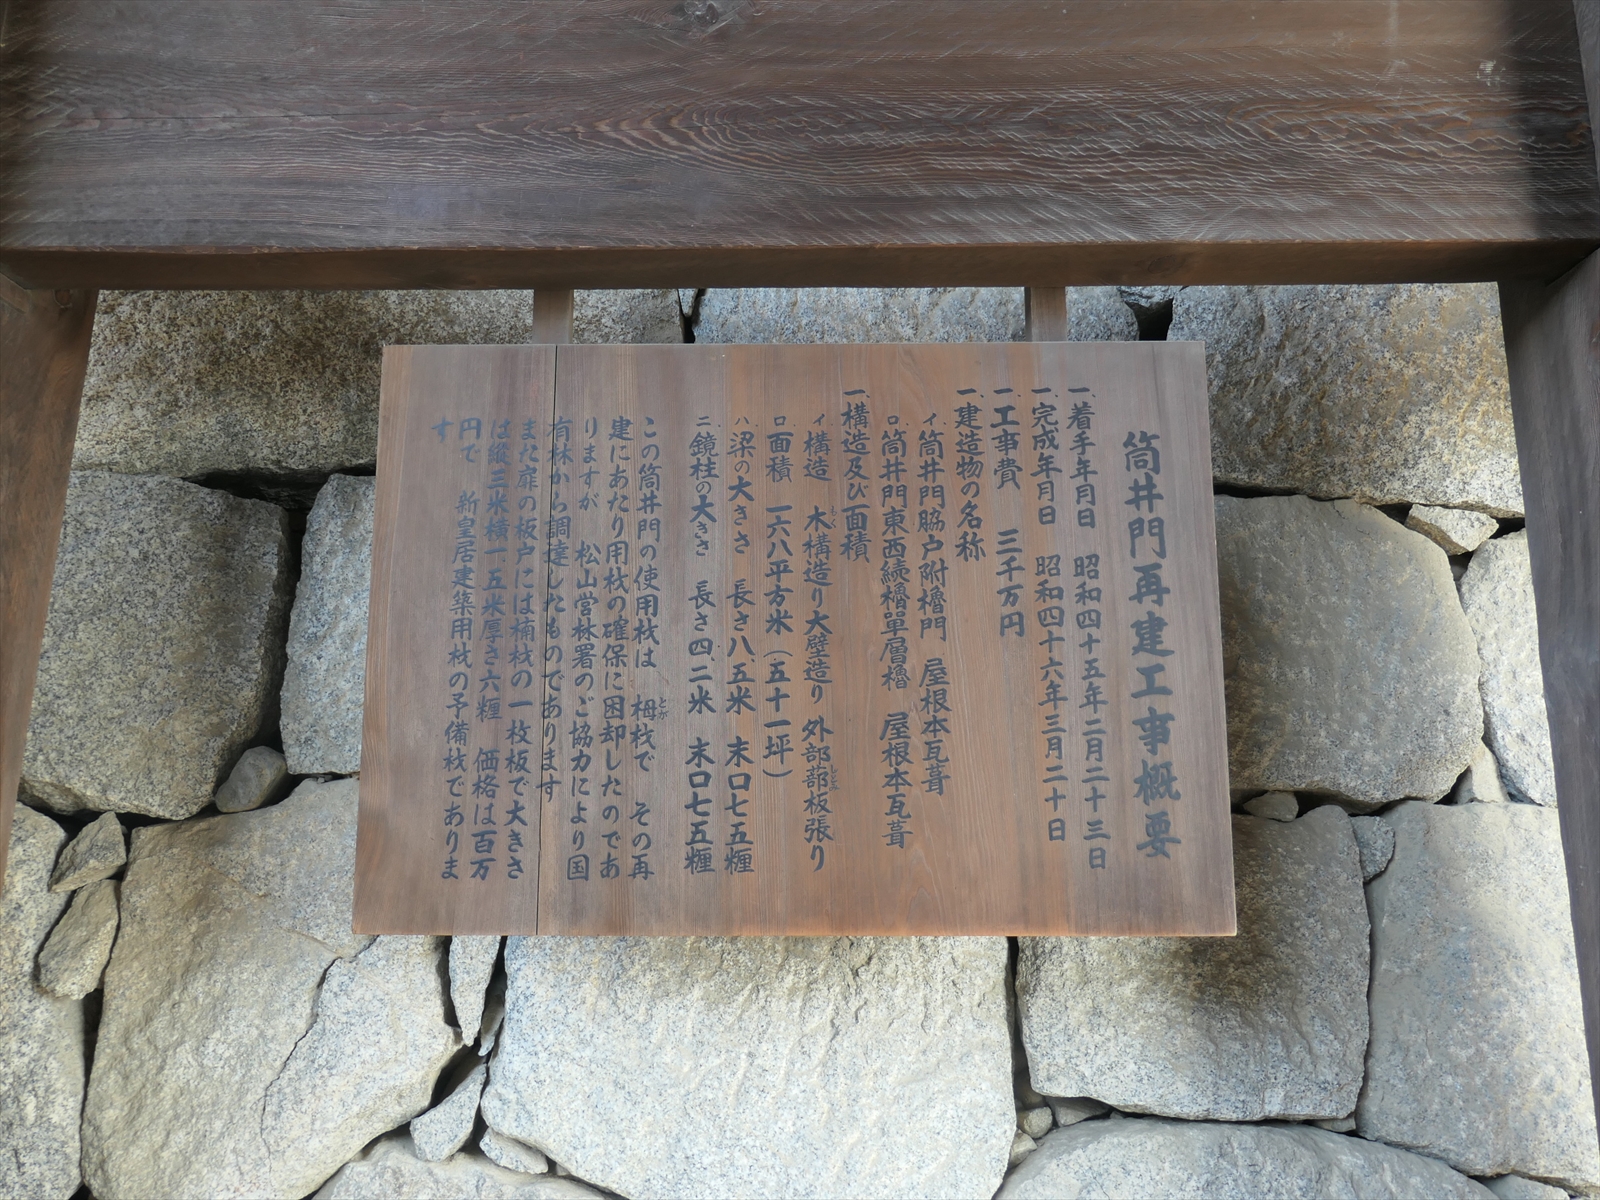 筒井門再建工事概要
一、着手年月日　昭和四十五年二月二十三日
一、完成年月日　昭和四十六年三月二十日
一、工事費　三千万円
一、建造物の名称
イ、筒井門脇戸附櫓門　屋根本瓦葺
ロ、筒井門東西続櫓単層櫓　屋根本瓦葺
一、構造及び面積
イ、構造　木構造り大壁造り　外部蔀板張り
ロ、面積　一六八平方米（五十一坪）
ハ、梁の大きさ　長さ八、五米　末口七五糎
ニ、鏡柱の大きさ　長さ四、二米　末口七五糎
この筒井門の使用材は　栂材で　その再
建にあたり用材の確保に困却したのであ
りますが　松山営林署のご協力により国
有林から調達したものであります
また扉の板戸には楠材の一枚板で大きさ
は縦三米横一、五米厚さ六糎　価格は百万
円で　新皇居建築用材の予備材でありま
す